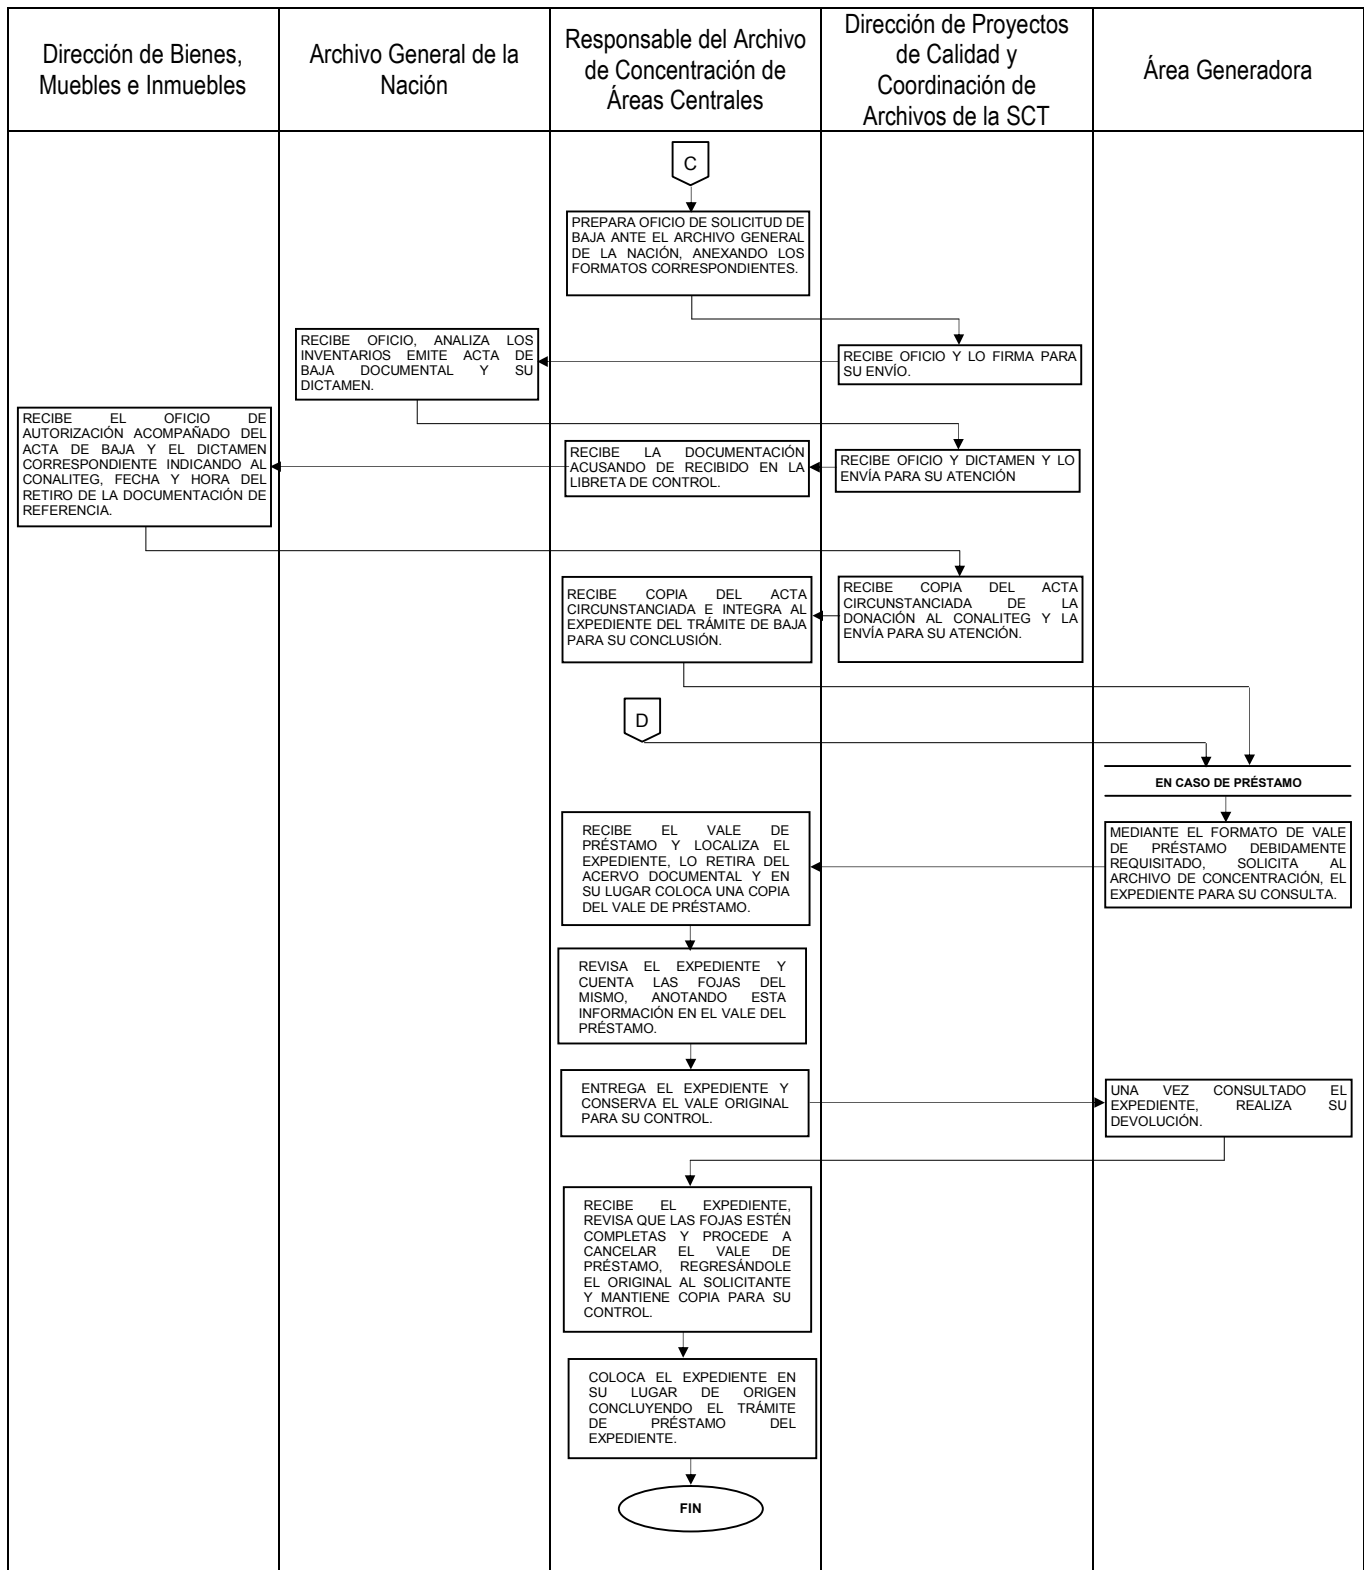 Dirección de Bienes,
Muebles e Inmuebles
Archivo General de la
Nación
Responsable del Archivo
de Concentración de
Áreas Centrales
Dirección de Proyectos
de Calidad y
Coordinación de
Archivos de la SCT
Área Generadora
C
PREPARA OFICIO DE SOLICITUD DE
BAJA ANTE EL ARCHIVO GENERAL
DE LA NACIÓN, ANEXANDO LOS
FORMATOS CORRESPONDIENTES.
RECIBE OFICIO Y LO FIRMA PARA
SU ENVÍO.
RECIBE OFICIO, ANALIZA LOS
INVENTARIOS EMITE ACTA DE
BAJA DOCUMENTAL Y SU
DICTAMEN.
RECIBE OFICIO Y DICTAMEN Y LO
ENVÍA PARA SU ATENCIÓN
RECIBE LA DOCUMENTACIÓN
ACUSANDO DE RECIBIDO EN LA
LIBRETA DE CONTROL.
RECIBE EL OFICIO DE
AUTORIZACIÓN ACOMPAÑADO DEL
ACTA DE BAJA Y EL DICTAMEN
CORRESPONDIENTE INDICANDO AL
CONALITEG, FECHA Y HORA DEL
RETIRO DE LA DOCUMENTACIÓN DE
REFERENCIA.
RECIBE COPIA DEL ACTA
CIRCUNSTANCIADA DE LA
DONACIÓN AL CONALITEG Y LA
ENVÍA PARA SU ATENCIÓN.
RECIBE COPIA DEL ACTA
CIRCUNSTANCIADA E INTEGRA AL
EXPEDIENTE DEL TRÁMITE DE BAJA
PARA SU CONCLUSIÓN.
D
EN CASO DE PRÉSTAMO
MEDIANTE EL FORMATO DE VALE
DE PRÉSTAMO DEBIDAMENTE
REQUISITADO, SOLICITA AL
ARCHIVO DE CONCENTRACIÓN, EL
EXPEDIENTE PARA SU CONSULTA.
RECIBE EL VALE DE
PRÉSTAMO Y LOCALIZA EL
EXPEDIENTE, LO RETIRA DEL
ACERVO DOCUMENTAL Y EN
SU LUGAR COLOCA UNA COPIA
DEL VALE DE PRÉSTAMO.
REVISA EL EXPEDIENTE Y
CUENTA LAS FOJAS DEL
MISMO, ANOTANDO ESTA
INFORMACIÓN EN EL VALE DEL
PRÉSTAMO.
ENTREGA EL EXPEDIENTE Y
CONSERVA EL VALE ORIGINAL
PARA SU CONTROL.
UNA VEZ CONSULTADO EL
EXPEDIENTE, REALIZA SU
DEVOLUCIÓN.
RECIBE EL EXPEDIENTE,
REVISA QUE LAS FOJAS ESTÉN
COMPLETAS Y PROCEDE A
CANCELAR EL VALE DE
PRÉSTAMO, REGRESÁNDOLE
EL ORIGINAL AL SOLICITANTE
Y MANTIENE COPIA PARA SU
CONTROL.
COLOCA EL EXPEDIENTE EN
SU LUGAR DE ORIGEN
CONCLUYENDO EL TRÁMITE
DE PRÉSTAMO DEL
EXPEDIENTE.
FIN